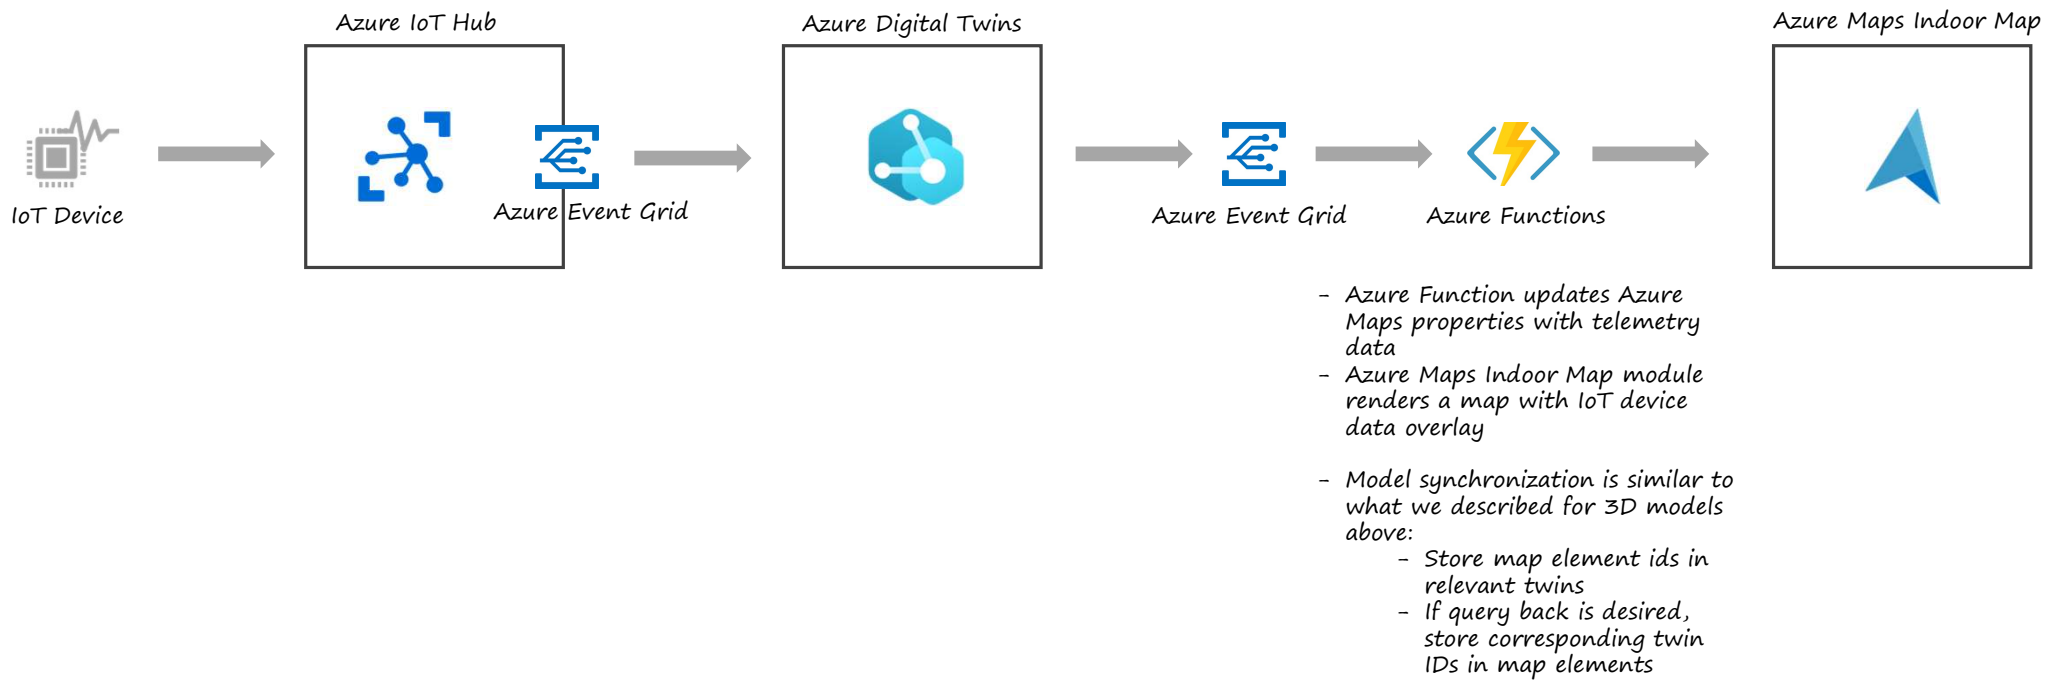 Azure IoT Hub
Azure Digital Twins
Azure Maps Indoor Map
IoT Device
Azure Event Grid
Azure Event Grid
Azure Functions
- Azure Function updates Azure
Maps properties with telemetry
data
- Azure Maps Indoor Map module
renders a map with IoT device
data overlay
- Model synchronization is similar to
what we described for 3D models
above:
- Store map element ids in
relevant twins
- If query back is desired,
store corresponding twin
IDs in map elements